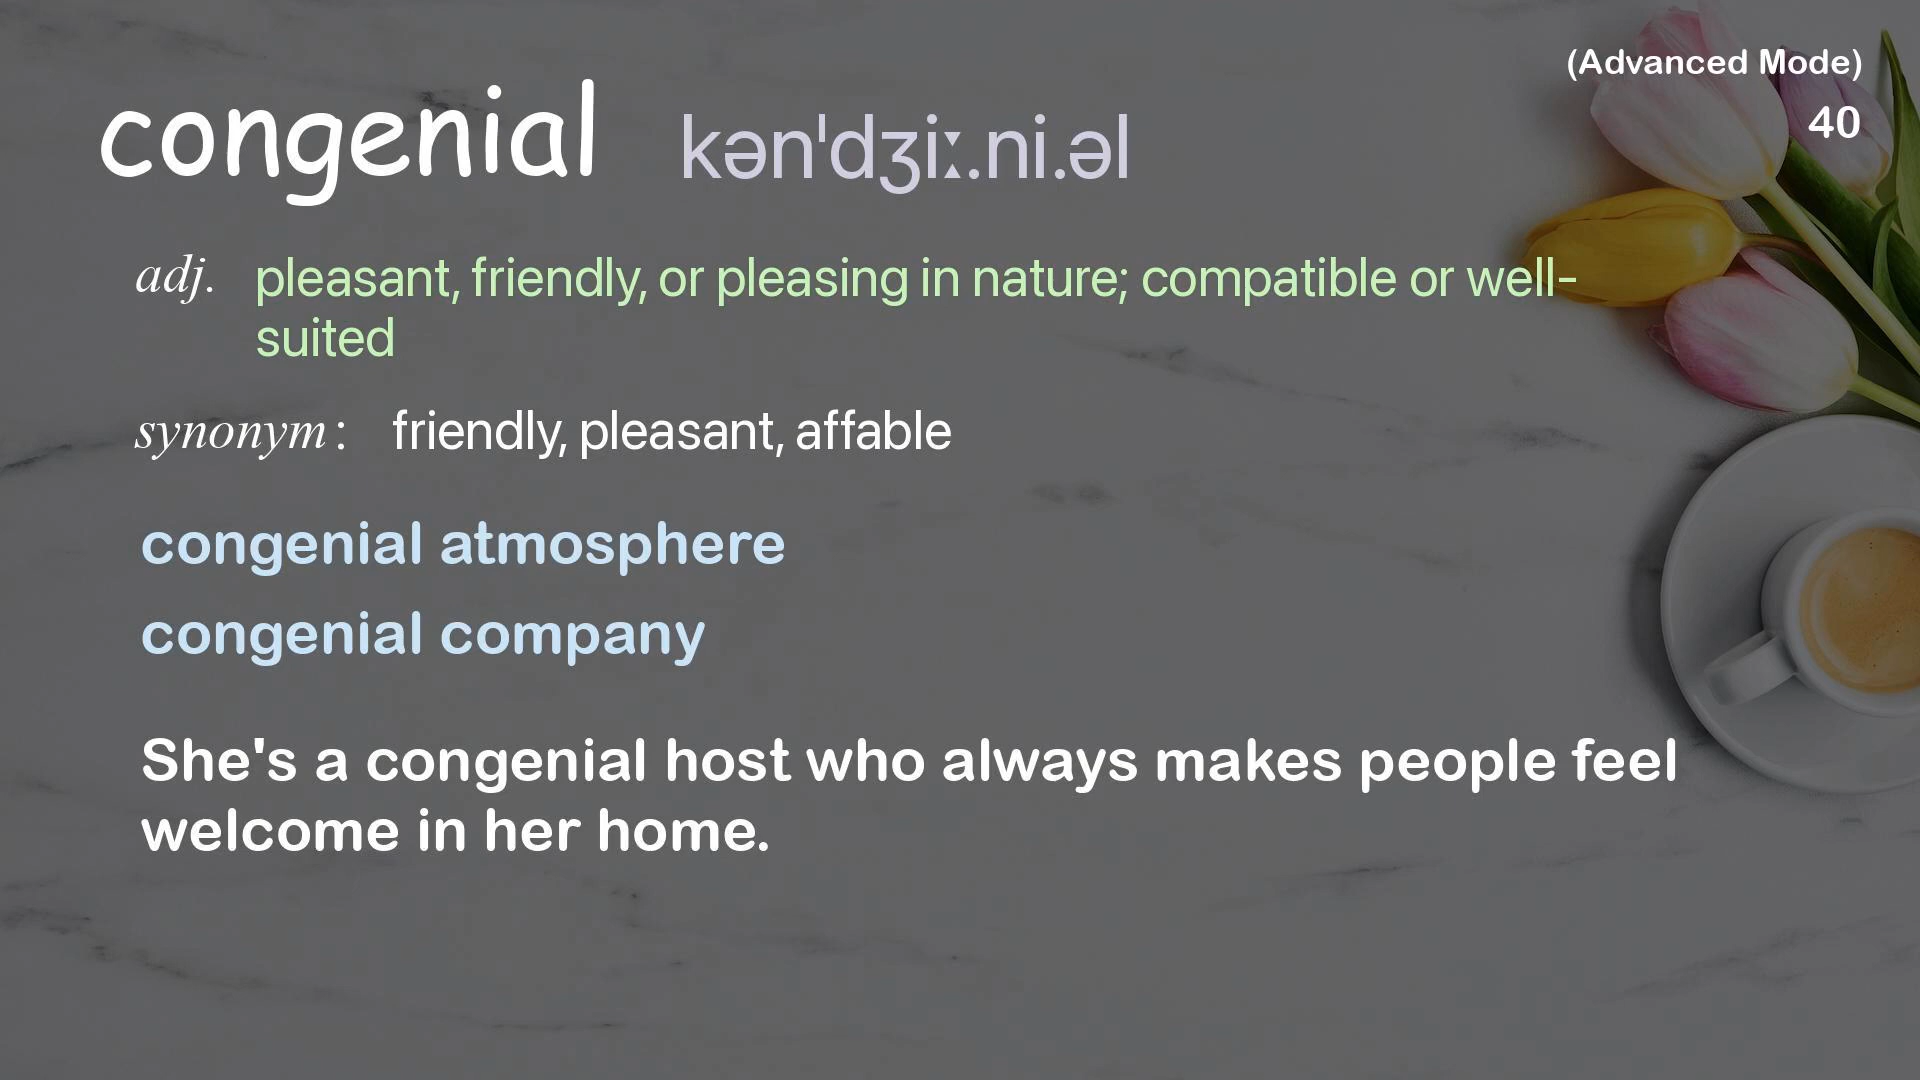 (Advanced Mode)
40
congenial kən'dʒiː.ni.əl
adj. pleasant, friendly, or pleasing in nature; compatible or well-
suited
synonym: friendly, pleasant, affable
congenial atmosphere
congenial company
She's a congenial host who always makes people feel
welcome in her home.